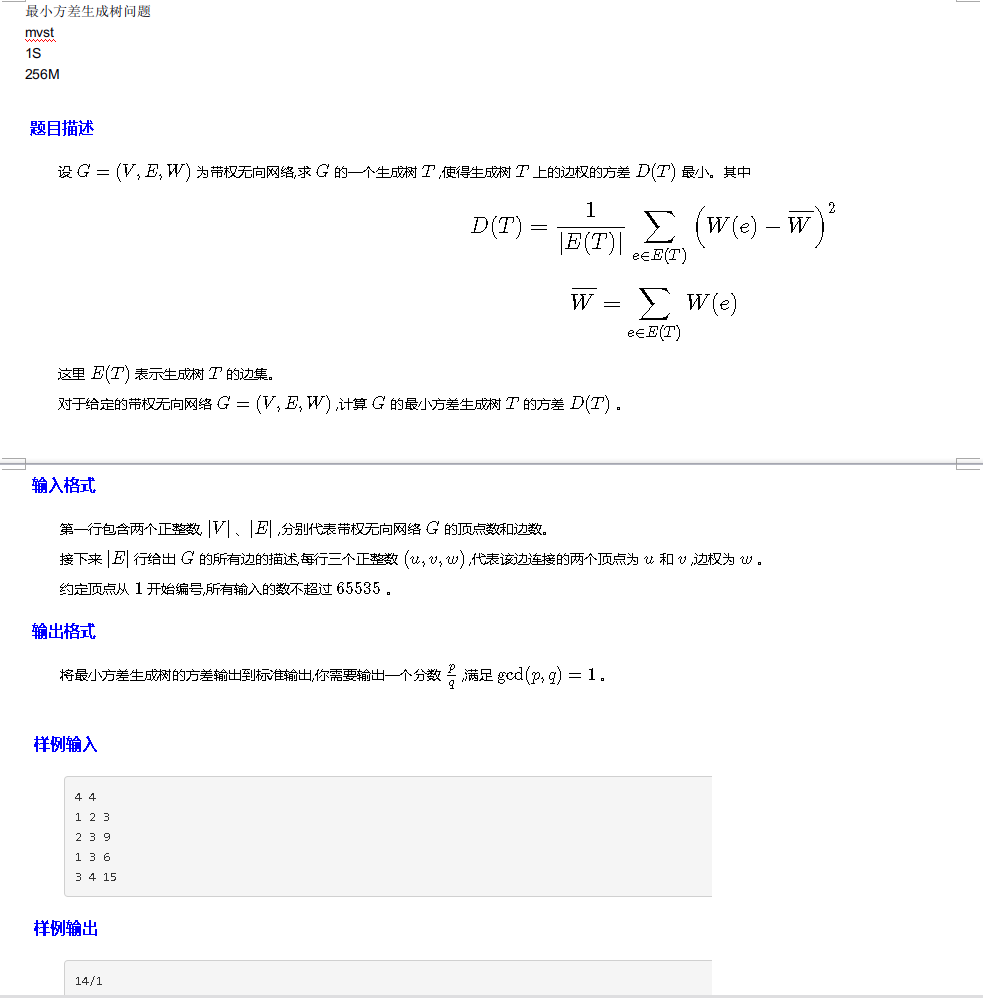 最小方差生成树问题
mvst
1S
256M
题目描述
设 G = (V, E, W) 为带权无向网络,求 G 的一个生成树 T ,使得生成树 T 上的边权的方差 D(T) 最小。其中
D(T) = \frac{1}{|E(T)|} \sum_{e∈E(T)} \left( W(e) − \overline{W} \right)^2
\overline{W} = \sum_{e∈E(T)} W(e)
这里 E(T) 表示生成树 T 的边集。
对于给定的带权无向网络 G = (V, E, W) ,计算 G 的最小方差生成树 T 的方差 D(T) 。
输入格式
第一行包含两个正整数, |V| 、 |E| ,分别代表带权无向网络 G 的顶点数和边数。
接下来 |E| 行给出 G 的所有边的描述,每行三个正整数 (u, v, w) ,代表该边连接的两个顶点为 u 和 v ,边权为 w 。
约定顶点从 1 开始编号,所有输入的数不超过 65535 。
输出格式
将最小方差生成树的方差输出到标准输出,你需要输出一个分数 \frac{p}{q} ,满足 gcd(p, q) = 1 。
样例输入
4 4
1 2 3
2 3 9
1 3 6
3 4 15
样例输出
14/1